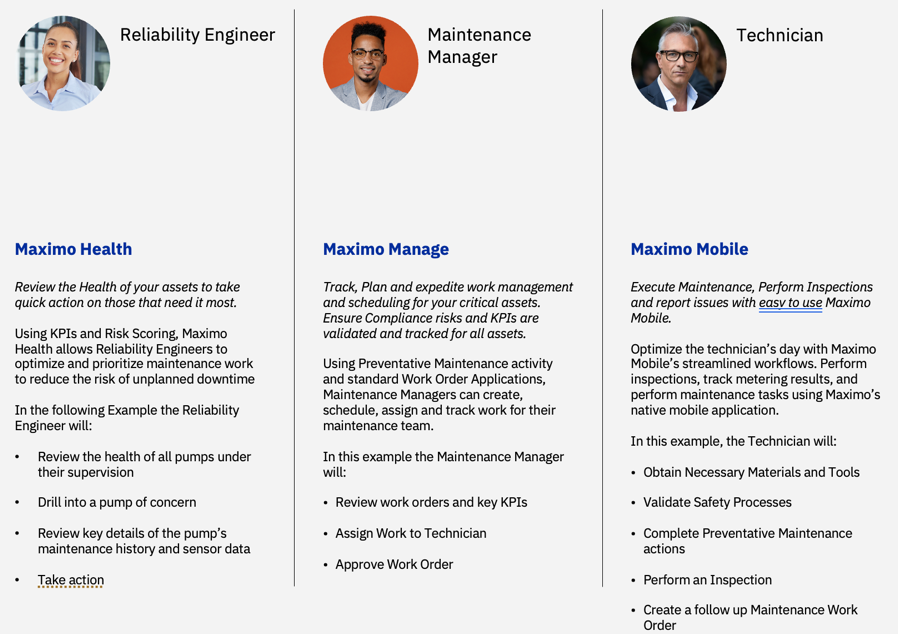 Reliability Engineer
Maximo Health
Review the Health of your assets to take
quick action on those that need it most.
Using KPIs and Risk Scoring, Maximo
Health allows Reliability Engineers to
optimize and prioritize maintenance work
to reduce the risk of unplanned downtime
In the following Example the Reliability
Engineer will:
• Review the health of all pumps under
their supervision
• Drill into a pump of concern
• Review key details of the pump’s
maintenance history and sensor data
• Take action
Maintenance
Manager
Maximo Manage
Track, Plan and expedite work management
and scheduling for your critical assets.
Ensure Compliance risks and KPIs are
validated and tracked for all assets.
Using Preventative Maintenance activity
and standard Work Order Applications,
Maintenance Managers can create,
schedule, assign and track work for their
maintenance team.
In this example the Maintenance Manager
will:
• Review work orders and key KPIs
• Assign Work to Technician
• Approve Work Order
Technician
Maximo Mobile
Execute Maintenance, Perform Inspections
and report issues with easy to use Maximo
Mobile.
Optimize the technician’s day with Maximo
Mobile’s streamlined workflows. Perform
inspections, track metering results, and
perform maintenance tasks using Maximo’s
native mobile application.
In this example, the Technician will:
• Obtain Necessary Materials and Tools
• Validate Safety Processes
• Complete Preventative Maintenance
actions
• Perform an Inspection
• Create a follow up Maintenance Work
Order